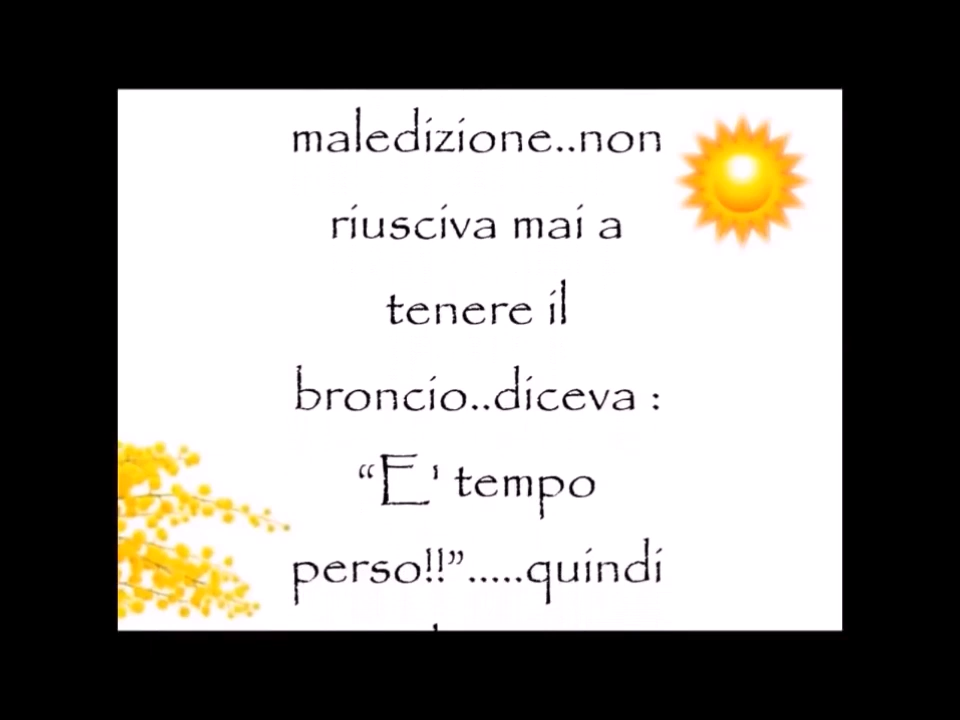 maledizione..non
riusciva mai a
tenere il
broncio..diceva :
“E' tempo
perso!!”.....quindi